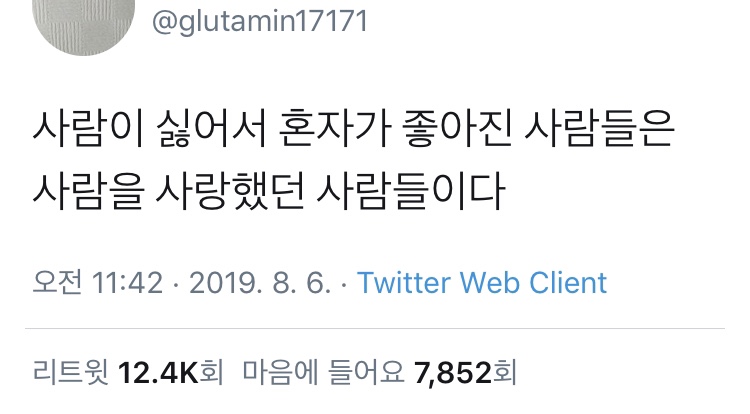 @glutamin17171
사람이 싫어서 혼자가 좋아진 사람들은
사람을 사랑했던 사람들이다
오전 11:42 · 2019. 8. 6. · Twitter Web Client
리트윗 12.4K회 마음에 들어요 7,852회